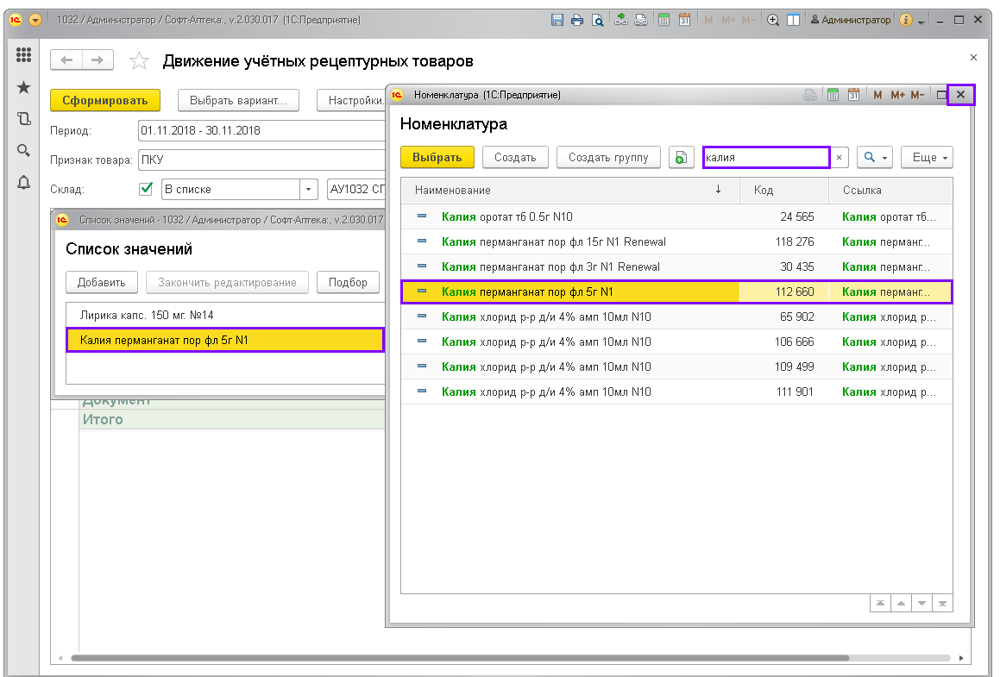 1032 / Администратор / Софт-Аптека:, v.2.030.017 (1С:Предприятие)
M M+ M- Администратор
Движение учётных рецептурных товаров
Сформировать Выбрать вариант... Настройки.
Период: 01.11.2018 - 30.11.2018
Признак товара: ПКУ
Склад: В списке АУ1032 СГ
Список значений - 1032 / Администратор / Софт-Аптека:, v.2.030.017
Список значений
Добавить Закончить редактирование Подбор
Лирика капс. 150 мг. №14
Калия перманганат пор фл 5г N1
Документ
Итого
Номенклатура (1С:Предприятие)
M M+ M-
Номенклатура
Выбрать Создать Создать группу калия × Еще
Наименование ↓ Код Ссылка
Калия оротат тб 0.5г N10 24 565 Калия оротат тб...
Калия перманганат пор фл 15г N1 Renewal 118 276 Калия перманг...
Калия перманганат пор фл 3г N1 Renewal 30 435 Калия перманг...
Калия перманганат пор фл 5г N1 112 660 Калия перманг...
Калия хлорид р-р д/и 4% амп 10мл N10 65 902 Калия хлорид р...
Калия хлорид р-р д/и 4% амп 10мл N10 106 666 Калия хлорид р...
Калия хлорид р-р д/и 4% амп 10мл N10 109 499 Калия хлорид р...
Калия хлорид р-р д/и 4% амп 10мл N10 111 901 Калия хлорид р...